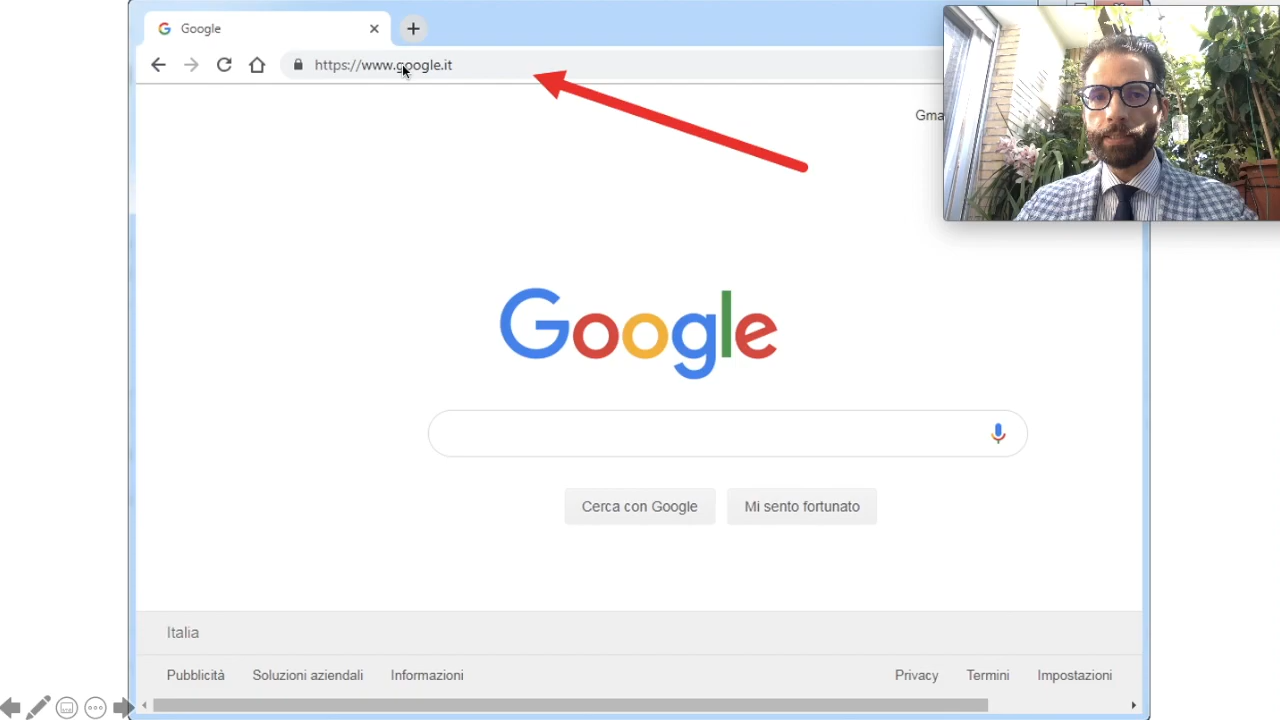 Google
https://www.google.it
Gma
Google
Cerca con Google
Mi sento fortunato
Italia
Pubblicità
Soluzioni aziendali
Informazioni
Privacy
Termini
Impostazioni